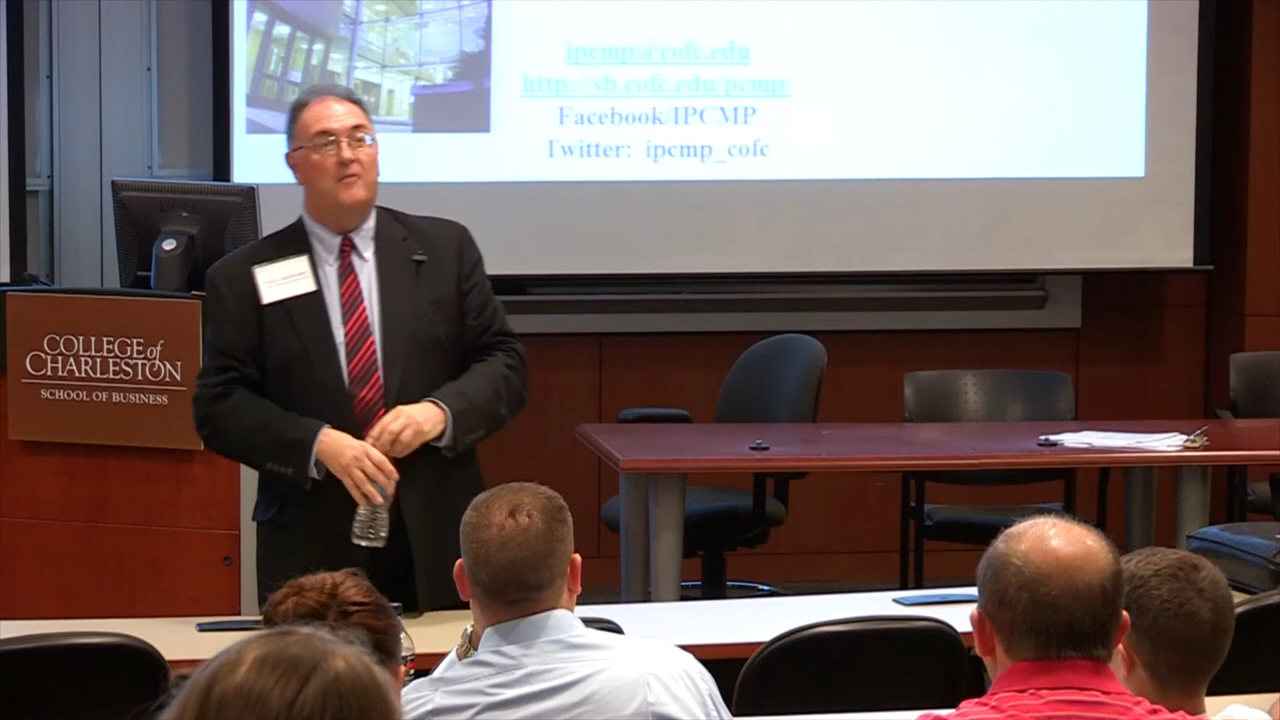 ipcmp@cofc.edu
http://sb.cofc.edu/pcmp/
Facebook/IPCMP
Twitter: ipcmp_cofc
COLLEGE of
CHARLESTON
SCHOOL OF BUSINESS